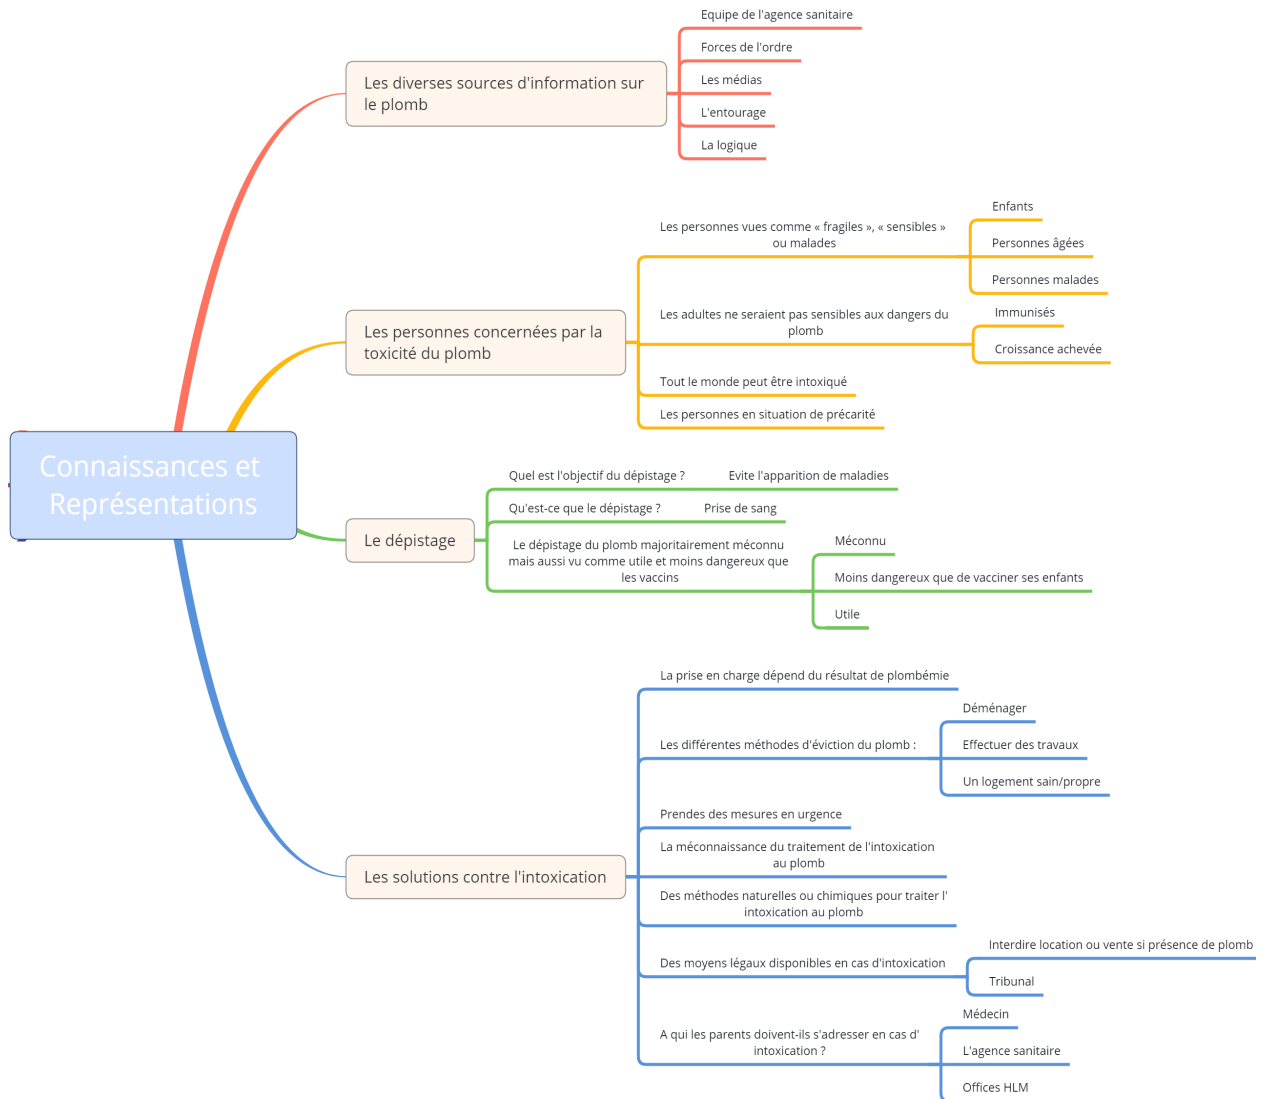 Connaissances et
Représentations
Les diverses sources d'information sur
le plomb
Equipe de l'agence sanitaire
Forces de l'ordre
Les médias
L'entourage
La logique
Les personnes concernées par la
toxicité du plomb
Les personnes vues comme « fragiles », « sensibles »
ou malades
Enfants
Personnes âgées
Personnes malades
Les adultes ne seraient pas sensibles aux dangers du
plomb
Immunisés
Croissance achevée
Tout le monde peut être intoxiqué
Les personnes en situation de précarité
Le dépistage
Quel est l'objectif du dépistage ?
Evite l'apparition de maladies
Qu'est-ce que le dépistage ?
Prise de sang
Le dépistage du plomb majoritairement méconnu
mais aussi vu comme utile et moins dangereux que
les vaccins
Méconnu
Moins dangereux que de vacciner ses enfants
Utile
Les solutions contre l'intoxication
La prise en charge dépend du résultat de plombémie
Les différentes méthodes d'éviction du plomb :
Déménager
Effectuer des travaux
Un logement sain/propre
Prendes des mesures en urgence
La méconnaissance du traitement de l'intoxication
au plomb
Des méthodes naturelles ou chimiques pour traiter l'
intoxication au plomb
Des moyens légaux disponibles en cas d'intoxication
Interdire location ou vente si présence de plomb
Tribunal
A qui les parents doivent-ils s'adresser en cas d'
intoxication ?
Médecin
L'agence sanitaire
Offices HLM